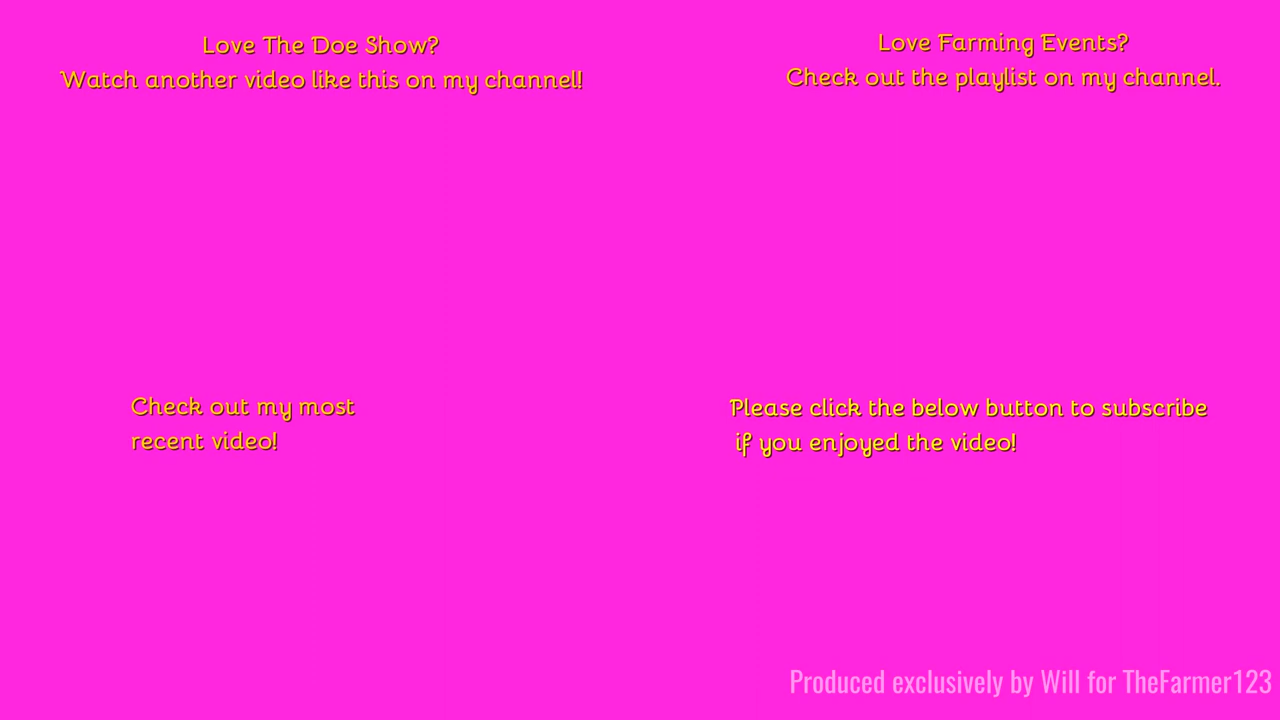 Love The Doe Show?
Watch another video like this on my channel!
Love Farming Events?
Check out the playlist on my channel.
Check out my most
recent video!
Please click the below button to subscribe
if you enjoyed the video!
Produced exclusively by Will for TheFarmer123